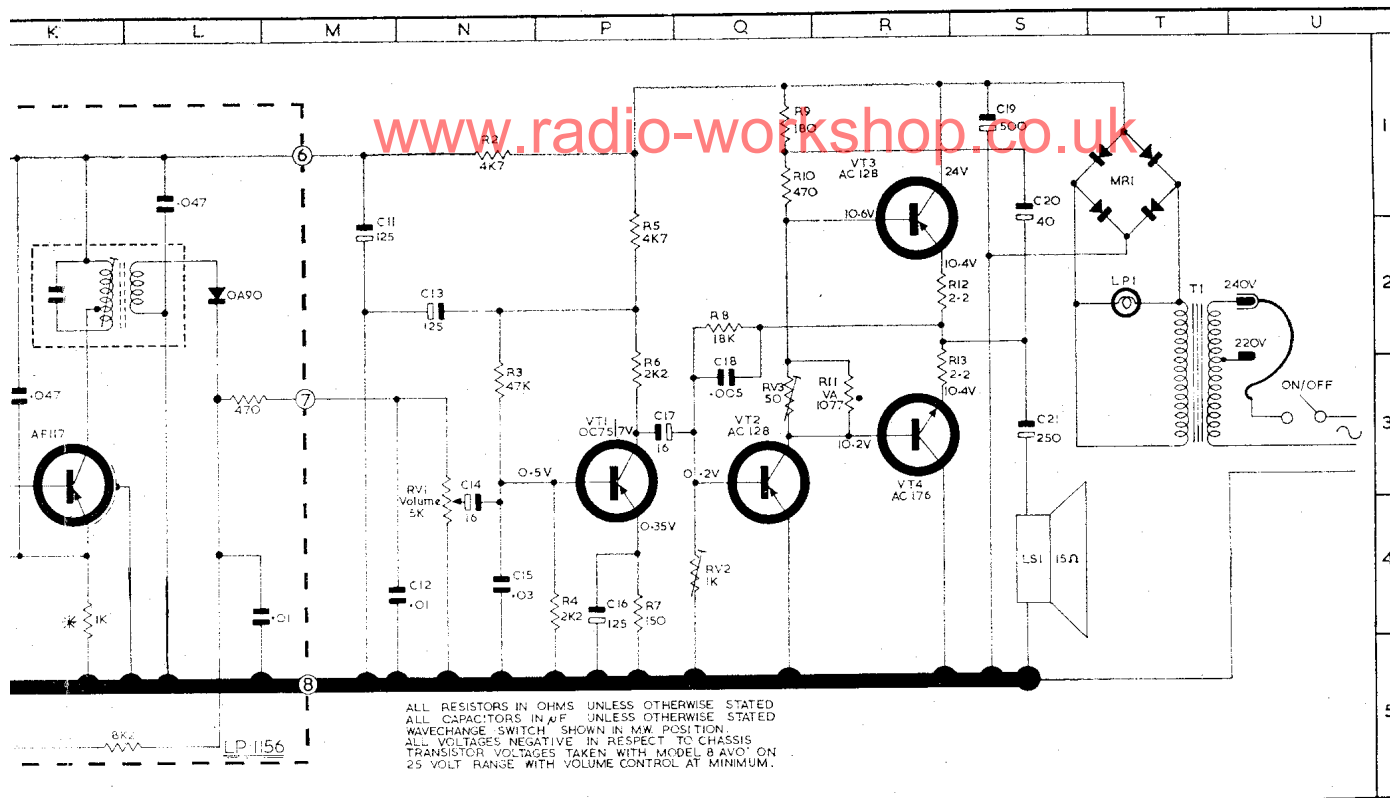 K L M N P Q R S T U
www.radio-workshop.co.uk
1
2
3
4
5
6
7
8
.047
OA90
.047
470
AF117
1K
.01
8K2
LP 1156
C11
125
R2
4K7
C13
125
R3
47K
RV1
Volume
5K
C14
16
C12
.01
C15
.03
R4
2K2
C16
125
R7
150
R5
4K7
R6
2K2
VT1
OC75
7V
0.5V
0.35V
C17
16
R8
18K
C18
.005
VT2
AC 128
0.2V
RV2
1K
R9
180
R10
470
RV3
50
R11
VA
1077
VT3
AC 128
24V
10.6V
10.4V
R12
2.2
R13
2.2
10.4V
10.2V
VT4
AC 176
C19
500
C20
40
C21
250
LS1
15Ω
MR1
LP1
T1
240V
220V
ON/OFF
ALL RESISTORS IN OHMS UNLESS OTHERWISE STATED
ALL CAPACITORS IN µF UNLESS OTHERWISE STATED
WAVECHANGE SWITCH SHOWN IN M.W. POSITION.
ALL VOLTAGES NEGATIVE IN RESPECT TO CHASSIS
TRANSISTOR VOLTAGES TAKEN WITH MODEL 8 AVO' ON
25 VOLT RANGE WITH VOLUME CONTROL AT MINIMUM.